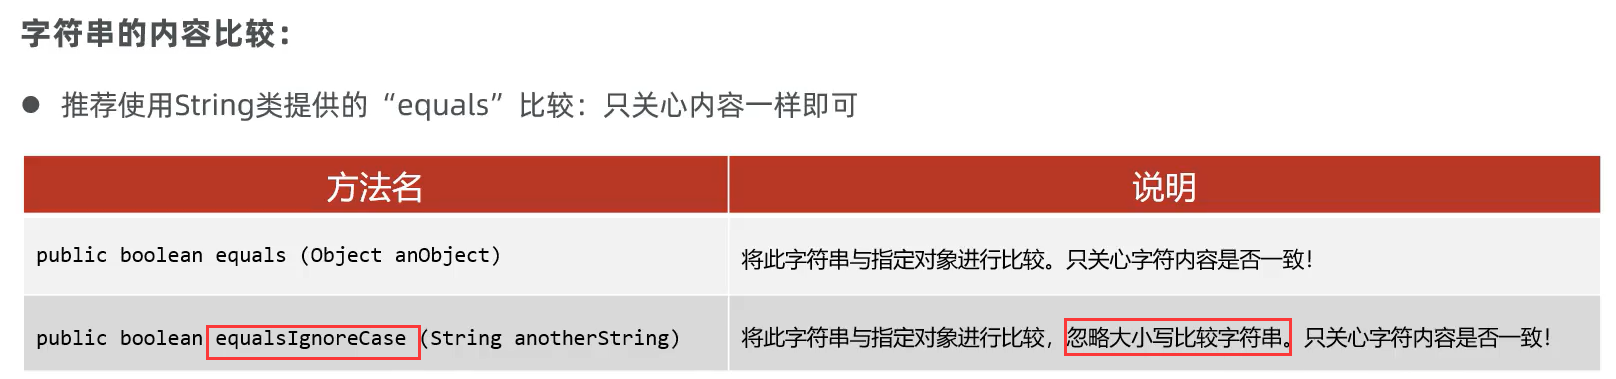 字符串的内容比较：
● 推荐使用String类提供的“equals”比较：只关心内容一样即可
方法名 说明
public boolean equals (Object anObject) 将此字符串与指定对象进行比较。只关心字符内容是否一致！
public boolean equalsIgnoreCase (String anotherString) 将此字符串与指定对象进行比较，忽略大小写比较字符串。只关心字符内容是否一致！